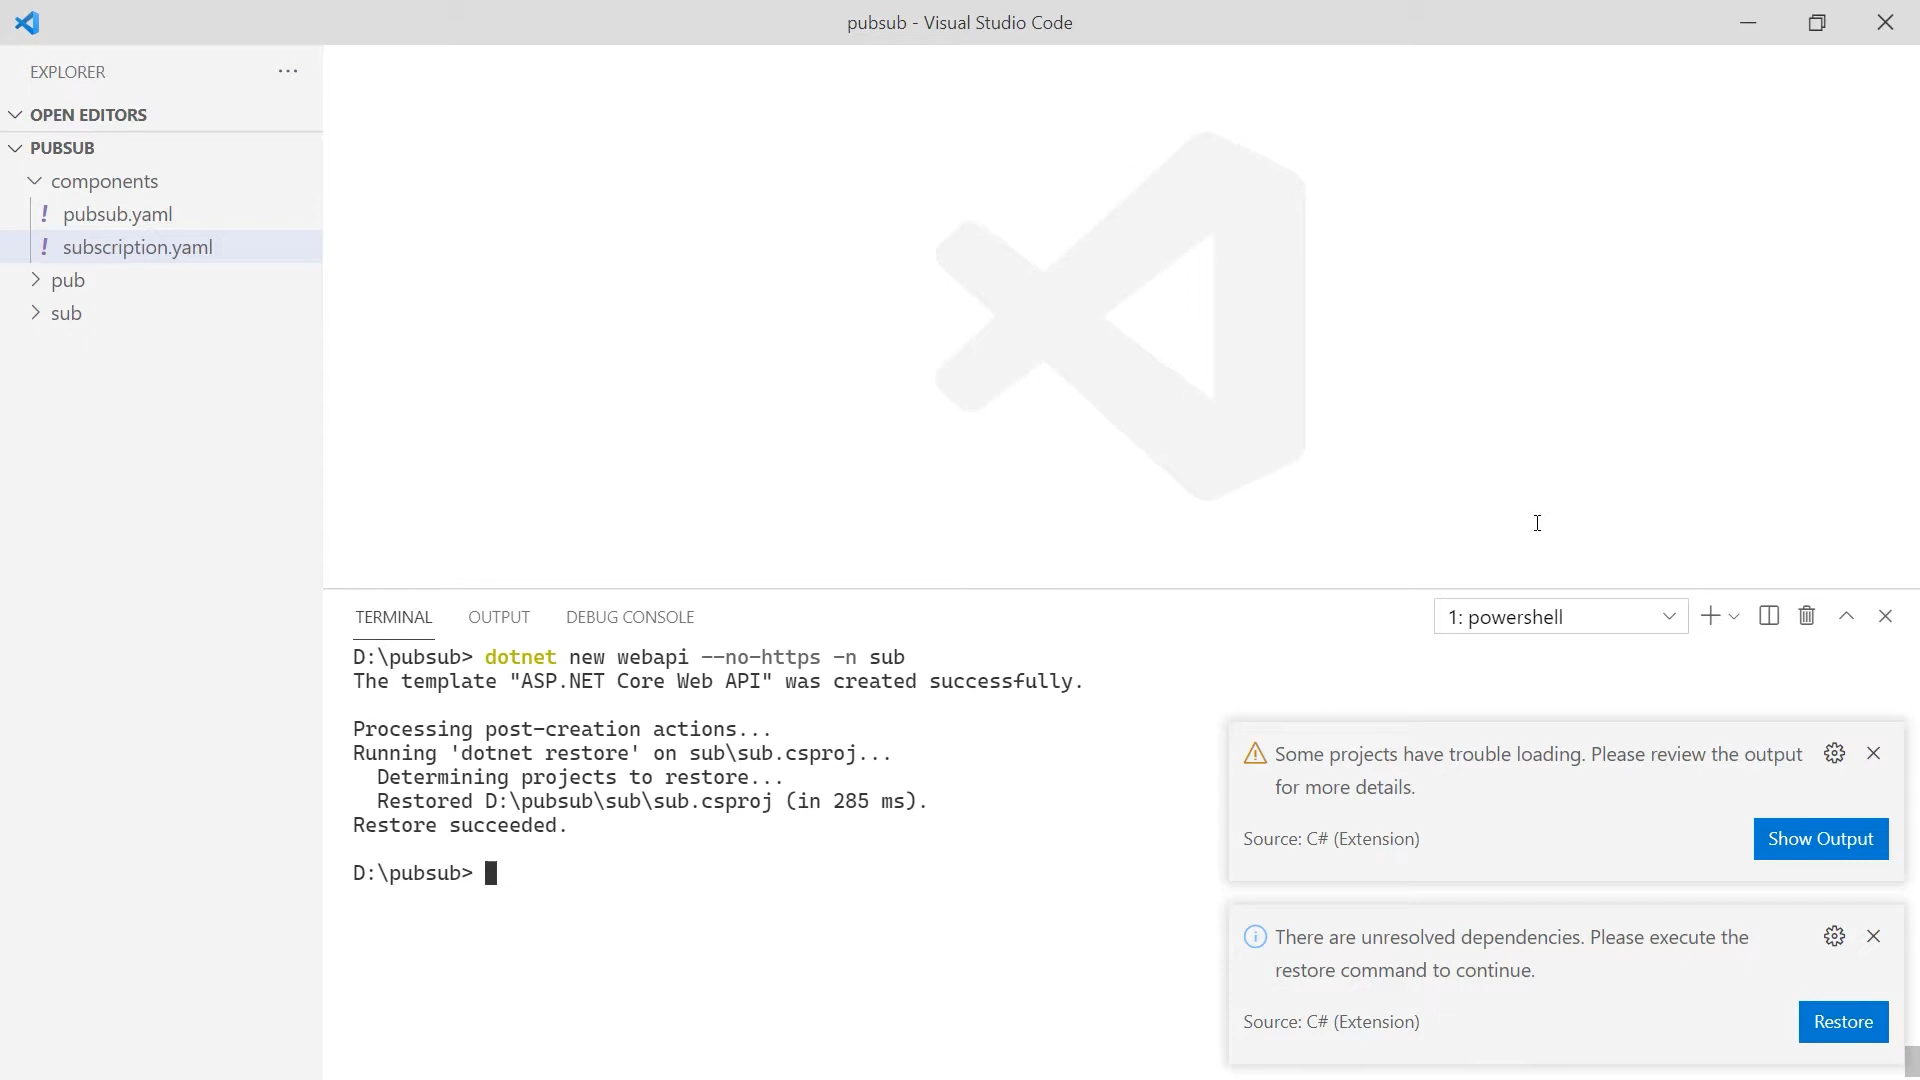 pubsub - Visual Studio Code
EXPLORER
OPEN EDITORS
PUBSUB
components
! pubsub.yaml
! subscription.yaml
pub
sub
TERMINAL
OUTPUT
DEBUG CONSOLE
1: powershell
D:\pubsub> dotnet new webapi --no-https -n sub
The template "ASP.NET Core Web API" was created successfully.
Processing post-creation actions...
Running 'dotnet restore' on sub\sub.csproj...
Determining projects to restore...
Restored D:\pubsub\sub\sub.csproj (in 285 ms).
Restore succeeded.
D:\pubsub>
Some projects have trouble loading. Please review the output
for more details.
Source: C# (Extension)
Show Output
There are unresolved dependencies. Please execute the
restore command to continue.
Source: C# (Extension)
Restore